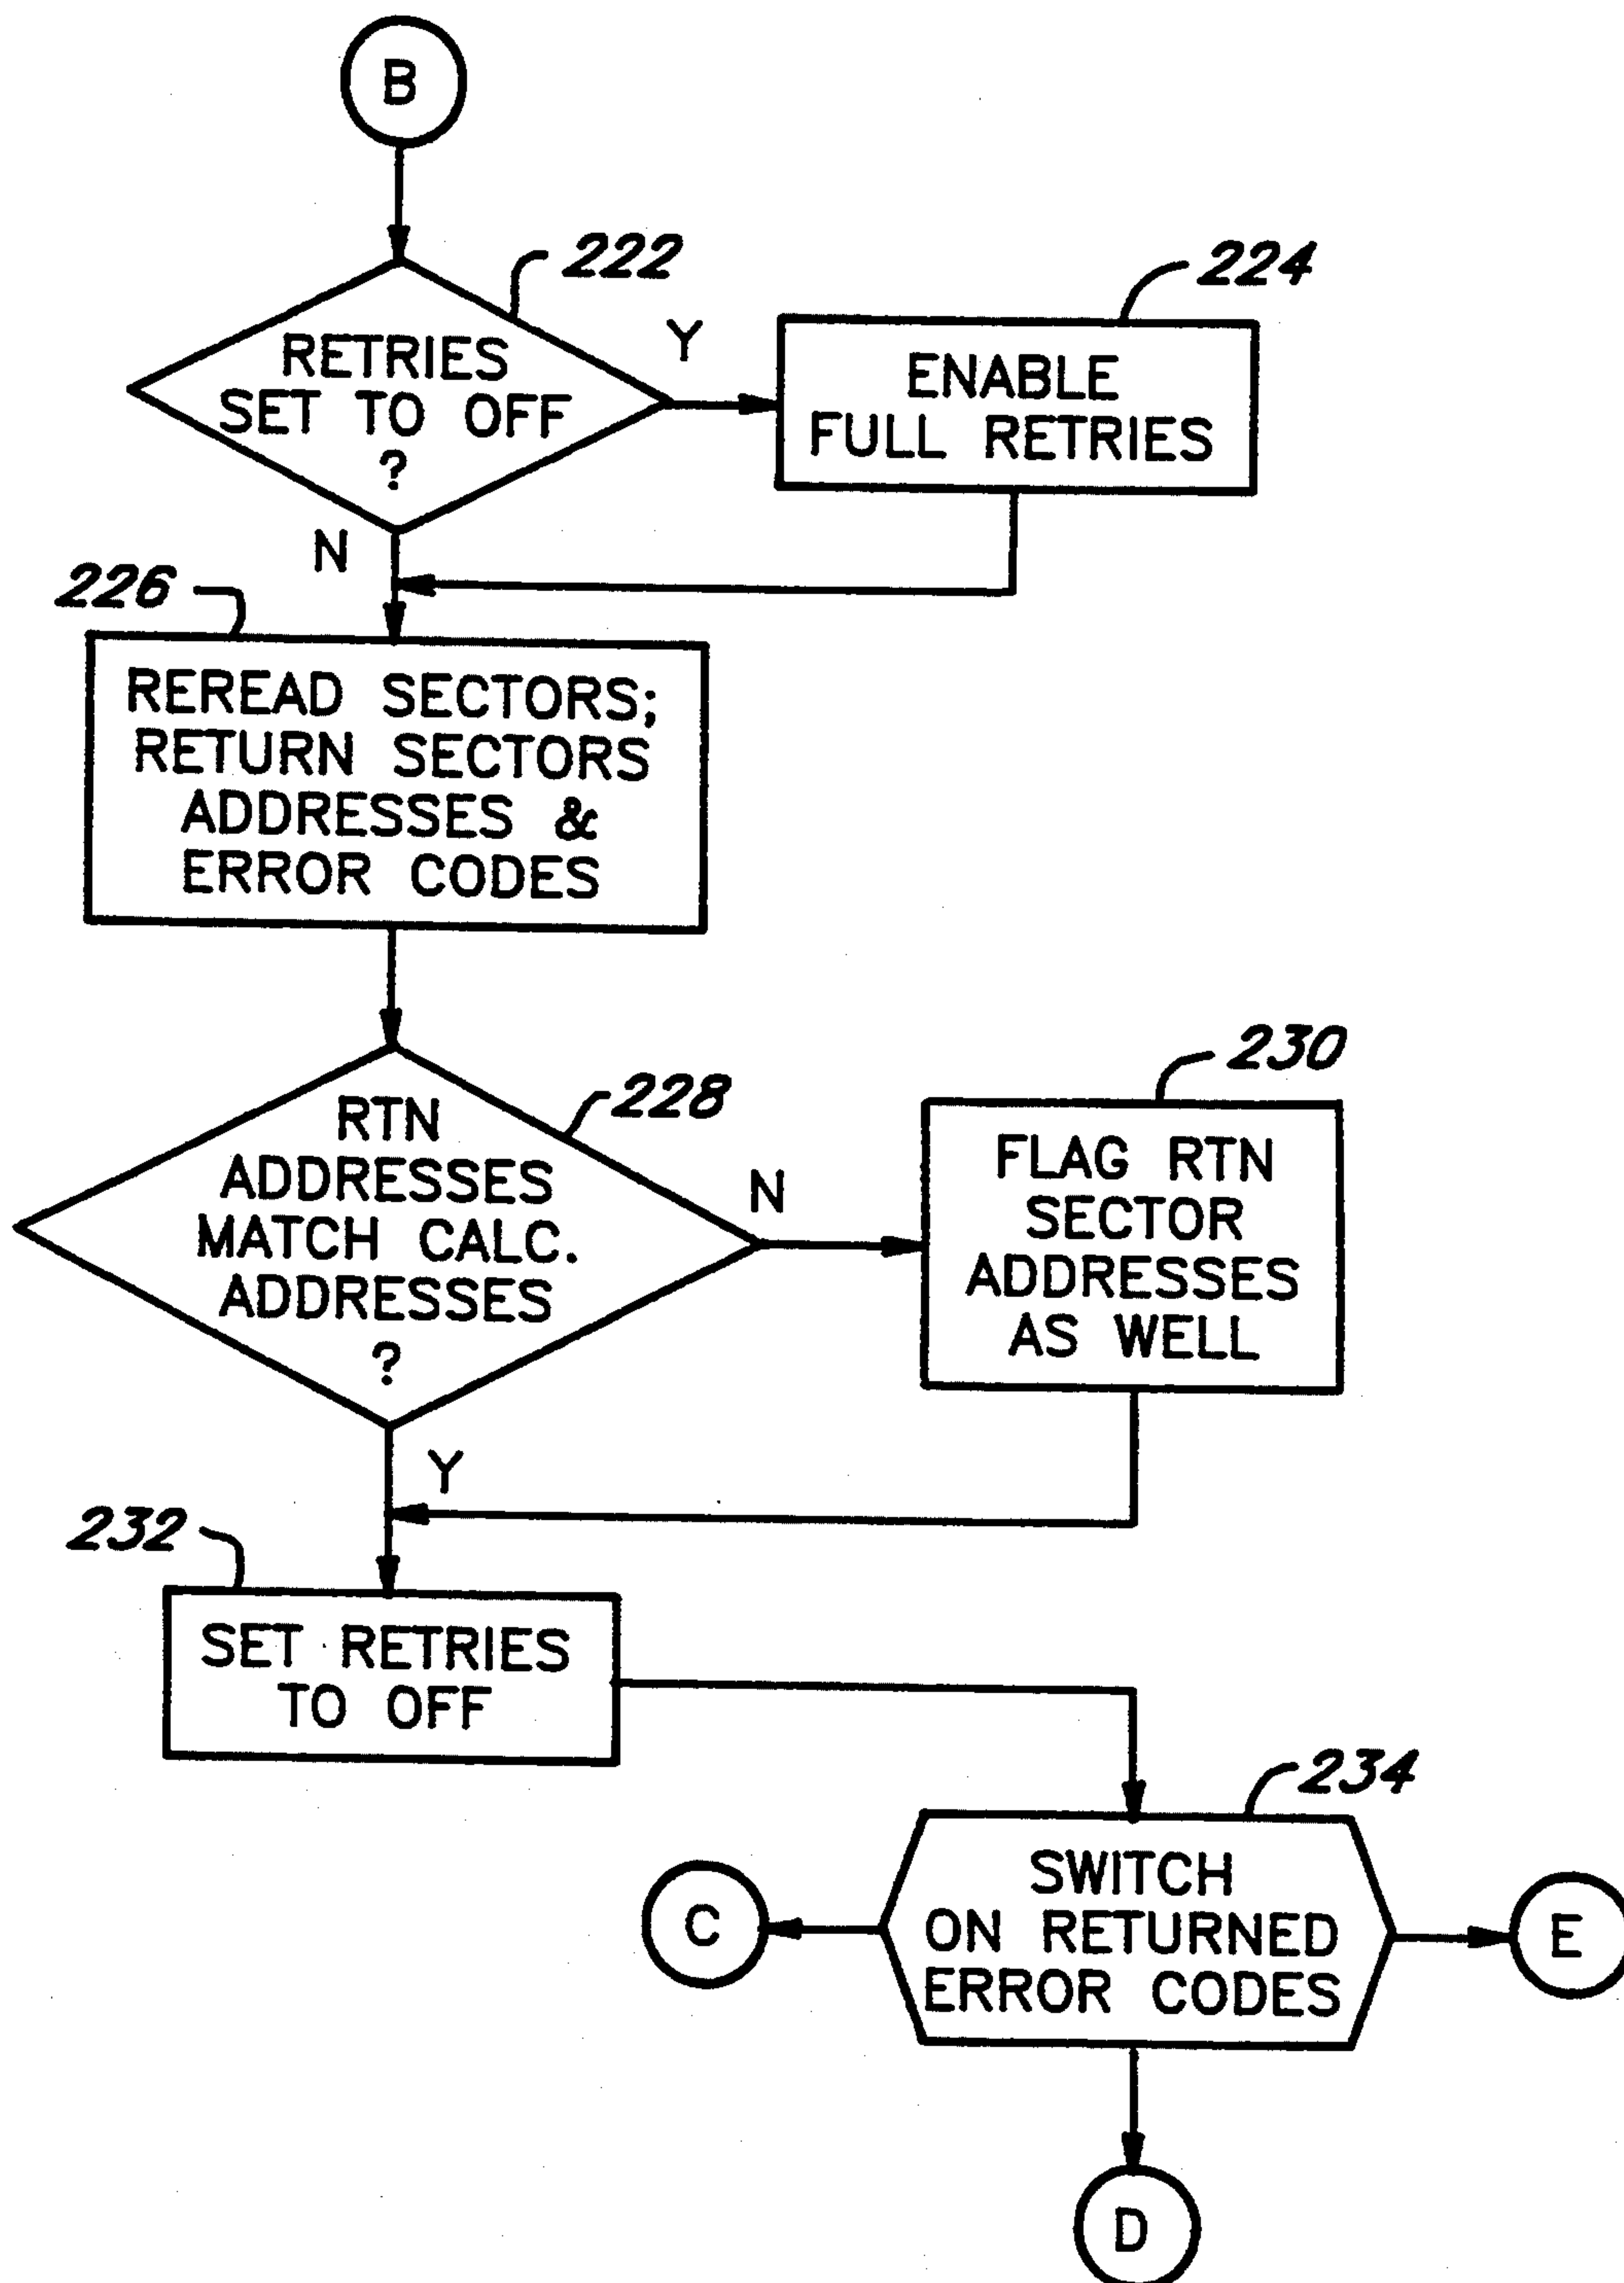 B
222
RETRIES
SET TO OFF
?
Y
224
ENABLE
FULL RETRIES
N
226
REREAD SECTORS;
RETURN SECTORS
ADDRESSES &
ERROR CODES
228
RTN
ADDRESSES
MATCH CALC.
ADDRESSES
?
N
230
FLAG RTN
SECTOR
ADDRESSES
AS WELL
Y
232
SET RETRIES
TO OFF
234
SWITCH
ON RETURNED
ERROR CODES
C
E
D